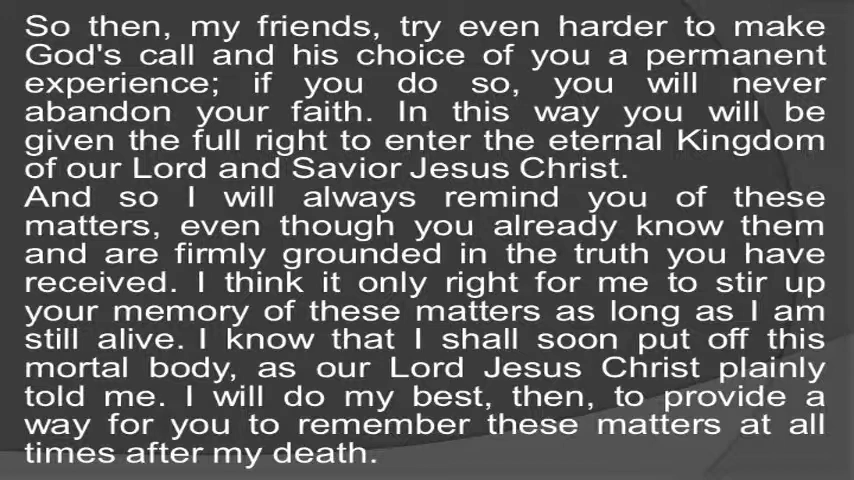 So then, my friends, try even harder to make
God's call and his choice of you a permanent
experience; if you do so, you will never
abandon your faith. In this way you will be
given the full right to enter the eternal Kingdom
of our Lord and Savior Jesus Christ.
And so I will always remind you of these
matters, even though you already know them
and are firmly grounded in the truth you have
received. I think it only right for me to stir up
your memory of these matters as long as I am
still alive. I know that I shall soon put off this
mortal body, as our Lord Jesus Christ plainly
told me. I will do my best, then, to provide a
way for you to remember these matters at all
times after my death.